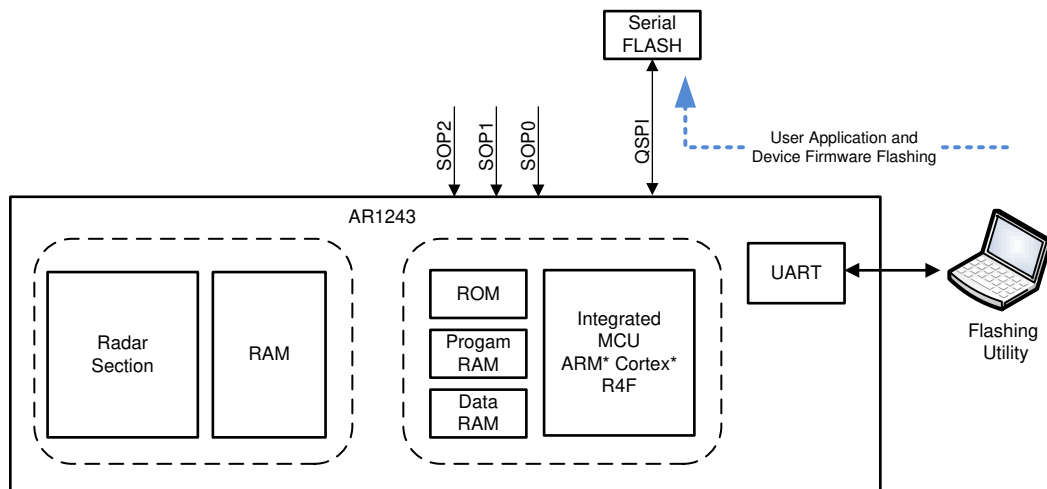 Serial
FLASH
SOP2
SOP1
SOP0
QSPI
User Application and
Device Firmware Flashing
AR1243
Radar
Section
RAM
ROM
Progam
RAM
Data
RAM
Integrated
MCU
ARM* Cortex*
R4F
UART
Flashing
Utility